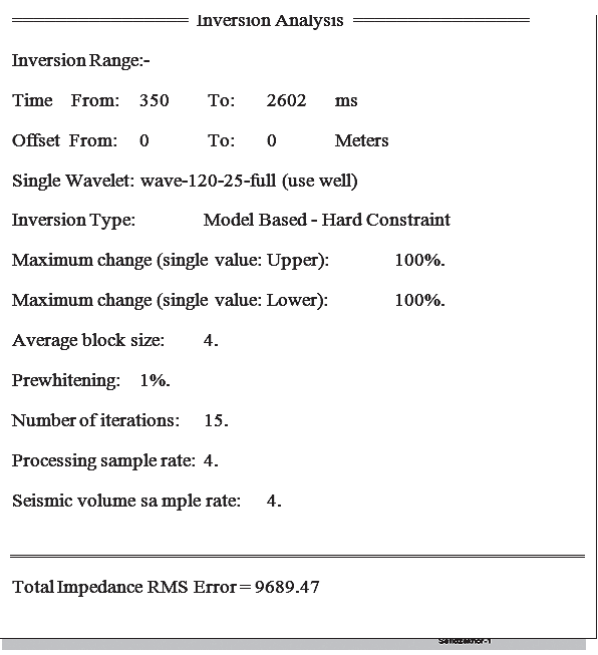 Inversion Analysis
Inversion Range:-
Time From: 350 To: 2602 ms
Offset From: 0 To: 0 Meters
Single Wavelet: wave-120-25-full (use well)
Inversion Type: Model Based - Hard Constraint
Maximum change (single value: Upper): 100%.
Maximum change (single value: Lower): 100%.
Average block size: 4.
Prewhitening: 1%.
Number of iterations: 15.
Processing sample rate: 4.
Seismic volume sa mple rate: 4.
Total Impedance RMS Error = 9689.47